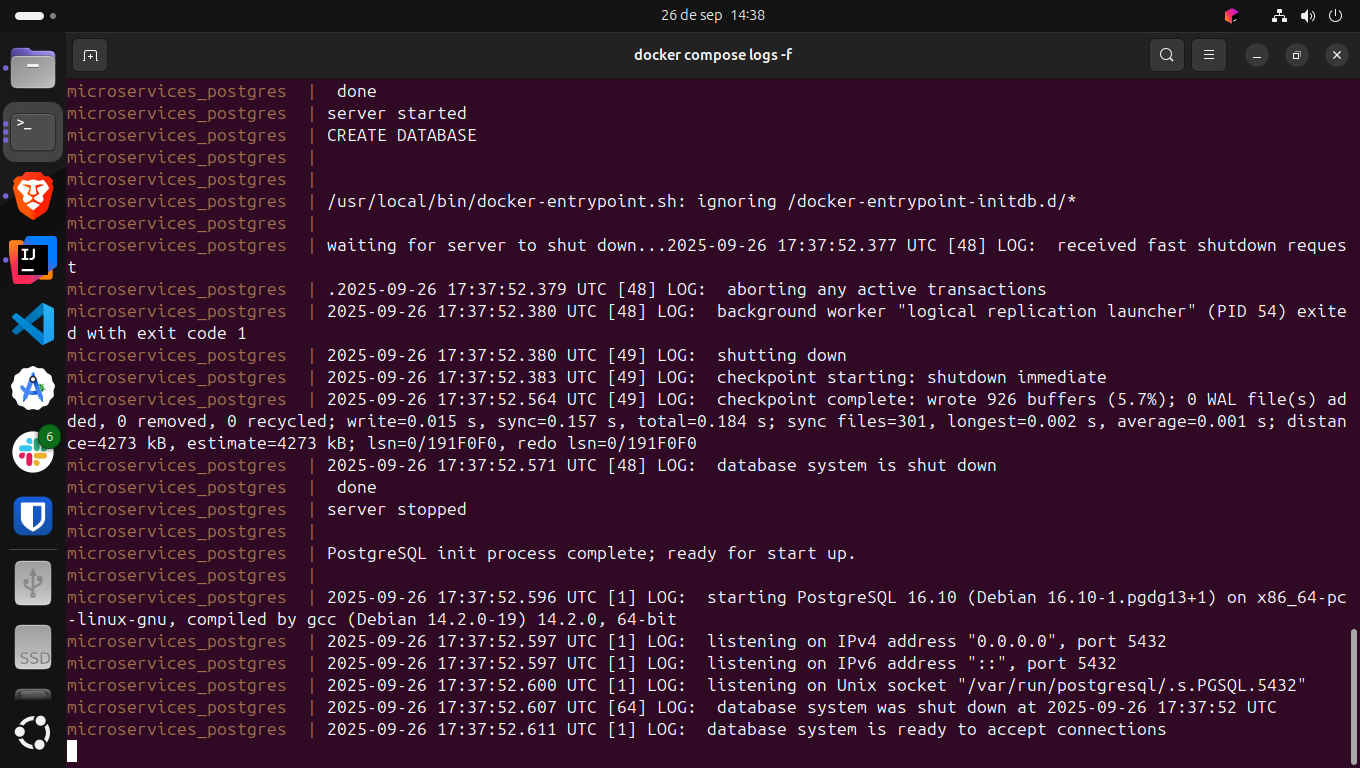 26 de sep 14:38
docker compose logs -f
microservices_postgres | done
microservices_postgres | server started
microservices_postgres | CREATE DATABASE
microservices_postgres |
microservices_postgres |
microservices_postgres | /usr/local/bin/docker-entrypoint.sh: ignoring /docker-entrypoint-initdb.d/*
microservices_postgres |
microservices_postgres | waiting for server to shut down...2025-09-26 17:37:52.377 UTC [48] LOG:  received fast shutdown reques
t
microservices_postgres | .2025-09-26 17:37:52.379 UTC [48] LOG:  aborting any active transactions
microservices_postgres | 2025-09-26 17:37:52.380 UTC [48] LOG:  background worker "logical replication launcher" (PID 54) exite
d with exit code 1
microservices_postgres | 2025-09-26 17:37:52.380 UTC [49] LOG:  shutting down
microservices_postgres | 2025-09-26 17:37:52.383 UTC [49] LOG:  checkpoint starting: shutdown immediate
microservices_postgres | 2025-09-26 17:37:52.564 UTC [49] LOG:  checkpoint complete: wrote 926 buffers (5.7%); 0 WAL file(s) ad
ded, 0 removed, 0 recycled; write=0.015 s, sync=0.157 s, total=0.184 s; sync files=301, longest=0.002 s, average=0.001 s; distan
ce=4273 kB, estimate=4273 kB; lsn=0/191F0F0, redo lsn=0/191F0F0
microservices_postgres | 2025-09-26 17:37:52.571 UTC [48] LOG:  database system is shut down
microservices_postgres | done
microservices_postgres | server stopped
microservices_postgres |
microservices_postgres | PostgreSQL init process complete; ready for start up.
microservices_postgres |
microservices_postgres | 2025-09-26 17:37:52.596 UTC [1] LOG:  starting PostgreSQL 16.10 (Debian 16.10-1.pgdg13+1) on x86_64-pc
-linux-gnu, compiled by gcc (Debian 14.2.0-19) 14.2.0, 64-bit
microservices_postgres | 2025-09-26 17:37:52.597 UTC [1] LOG:  listening on IPv4 address "0.0.0.0", port 5432
microservices_postgres | 2025-09-26 17:37:52.597 UTC [1] LOG:  listening on IPv6 address "::", port 5432
microservices_postgres | 2025-09-26 17:37:52.600 UTC [1] LOG:  listening on Unix socket "/var/run/postgresql/.s.PGSQL.5432"
microservices_postgres | 2025-09-26 17:37:52.607 UTC [64] LOG:  database system was shut down at 2025-09-26 17:37:52 UTC
microservices_postgres | 2025-09-26 17:37:52.611 UTC [1] LOG:  database system is ready to accept connections
>_
IJ
6
SSD